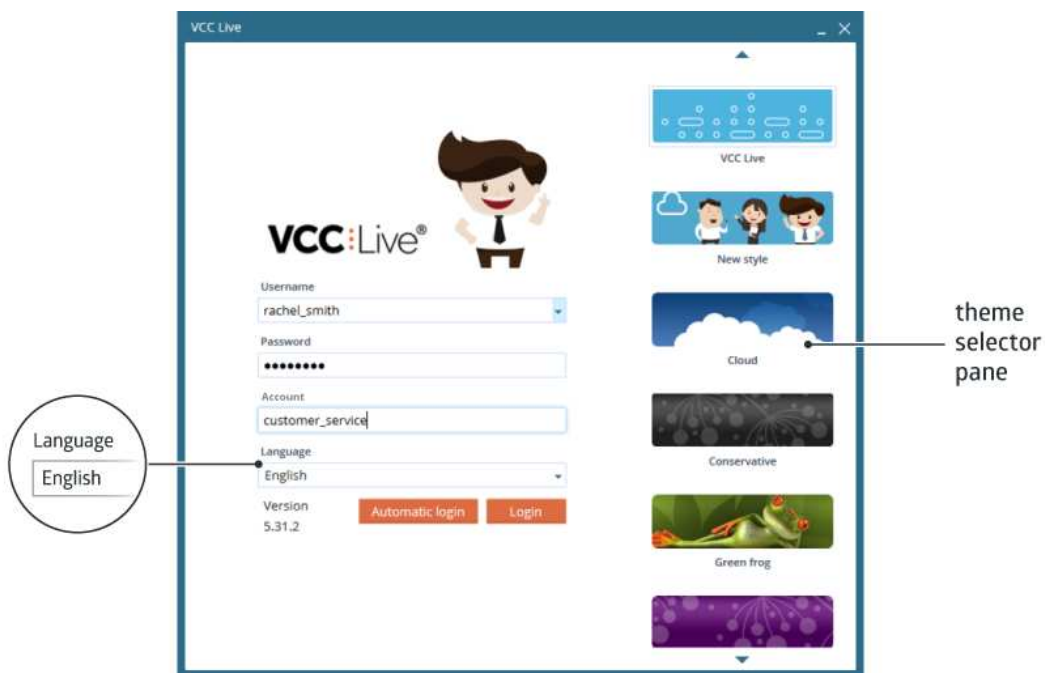 VCC Live
VCC Live®
Username
rachel_smith
Password
••••••••
Account
customer_service
Language
English
Version
5.31.2
Automatic login
Login
VCC Live
New style
Cloud
Conservative
Green frog
Language
English
theme
selector
pane